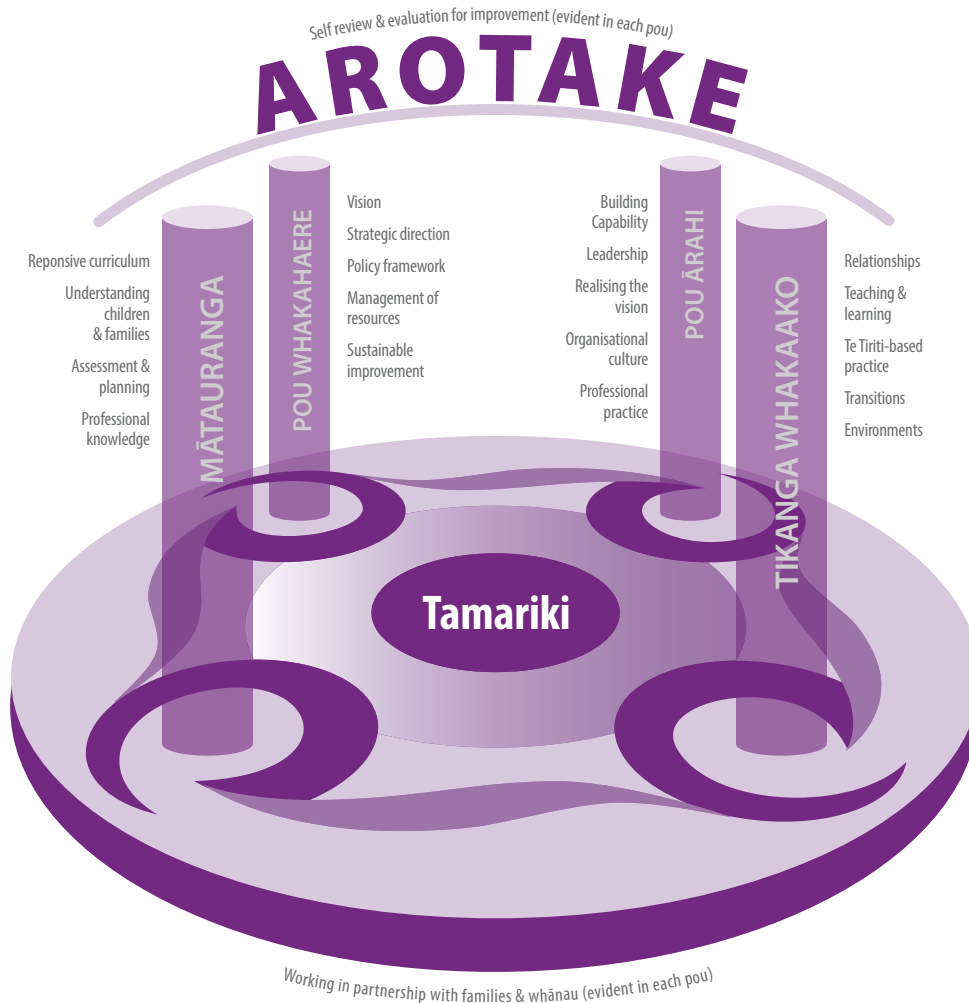 Self review & evaluation for improvement (evident in each pou)
AROTAKE
MĀTAURANGA
Reponsive curriculum
Understanding
children
& families
Assessment &
planning
Professional
knowledge
POU WHAKAHAERE
Vision
Strategic direction
Policy framework
Management of
resources
Sustainable
improvement
POU ĀRAHI
Building
Capability
Leadership
Realising the
vision
Organisational
culture
Professional
practice
TIKANGA WHAKAAKO
Relationships
Teaching &
learning
Te Tiriti-based
practice
Transitions
Environments
Tamariki
Working in partnership with families & whānau (evident in each pou)